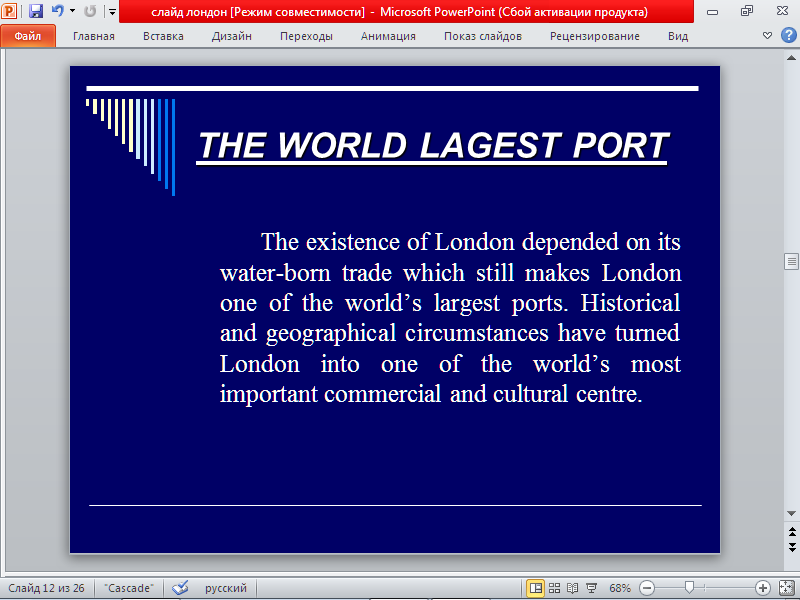 слайд лондон [Режим совместимости] - Microsoft PowerPoint (Сбой активации продукта)
Файл Главная Вставка Дизайн Переходы Анимация Показ слайдов Рецензирование Вид
THE WORLD LAGEST PORT
The existence of London depended on its
water-born trade which still makes London
one of the world’s largest ports. Historical
and geographical circumstances have turned
London into one of the world’s most
important commercial and cultural centre.
Слайд 12 из 26 "Cascade" русский 68%